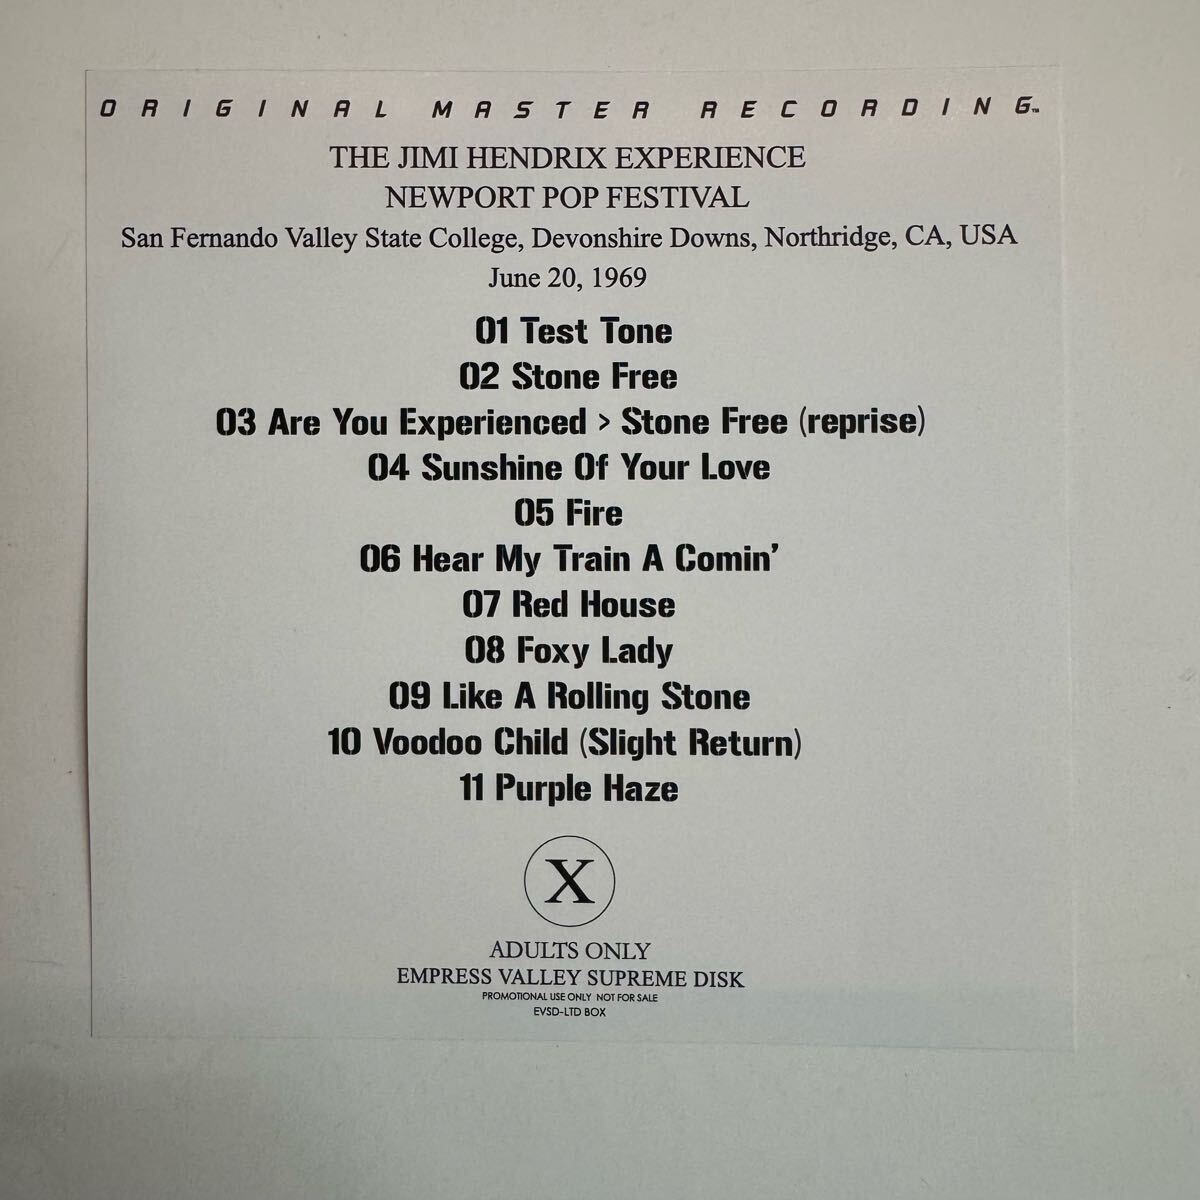 ORIGINAL MASTER RECORDING™
THE JIMI HENDRIX EXPERIENCE
NEWPORT POP FESTIVAL
San Fernando Valley State College, Devonshire Downs, Northridge, CA, USA
June 20, 1969
01 Test Tone
02 Stone Free
03 Are You Experienced > Stone Free (reprise)
04 Sunshine Of Your Love
05 Fire
06 Hear My Train A Comin’
07 Red House
08 Foxy Lady
09 Like A Rolling Stone
10 Voodoo Child (Slight Return)
11 Purple Haze
X
ADULTS ONLY
EMPRESS VALLEY SUPREME DISK
PROMOTIONAL USE ONLY NOT FOR SALE
EVSD-LTD BOX